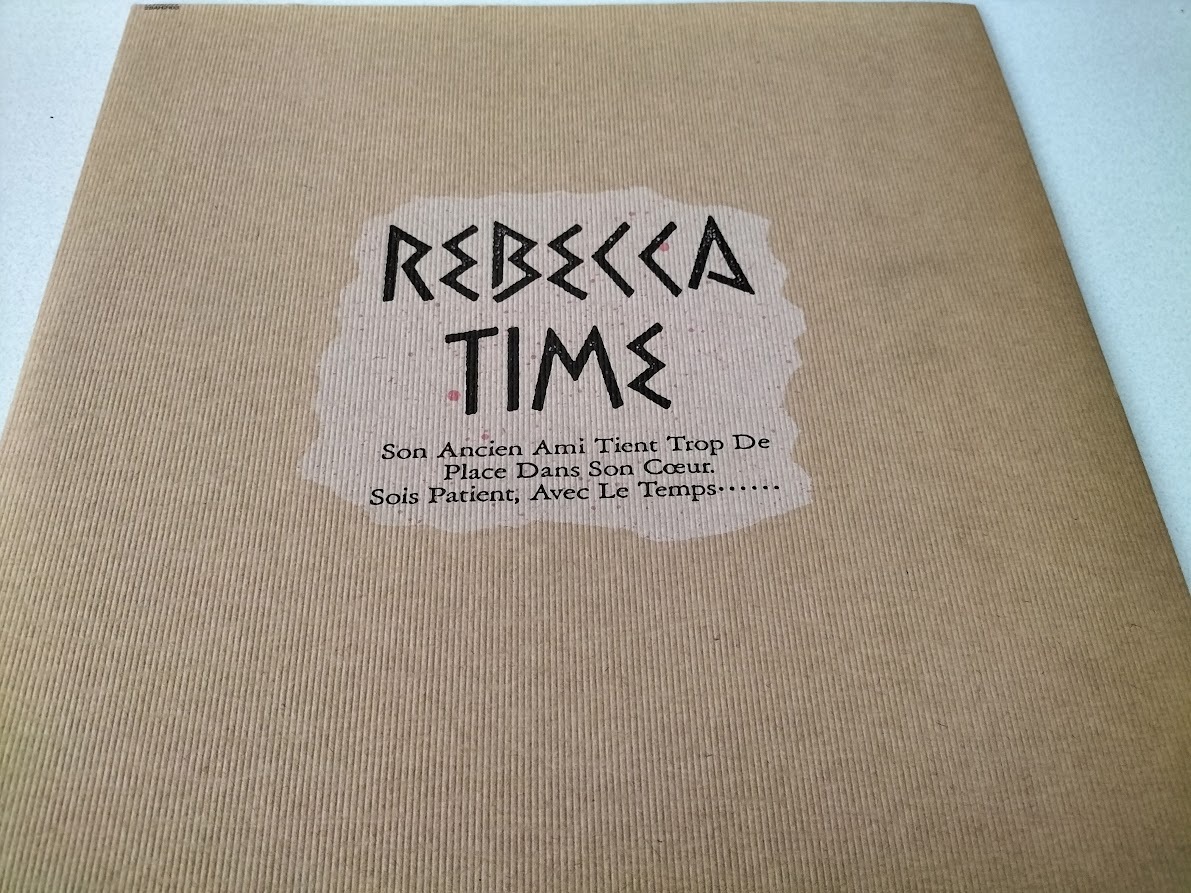 REBECCA
TIME
Son Ancien Ami Tient Trop De
Place Dans Son Cœur.
Sois Patient, Avec Le Temps······